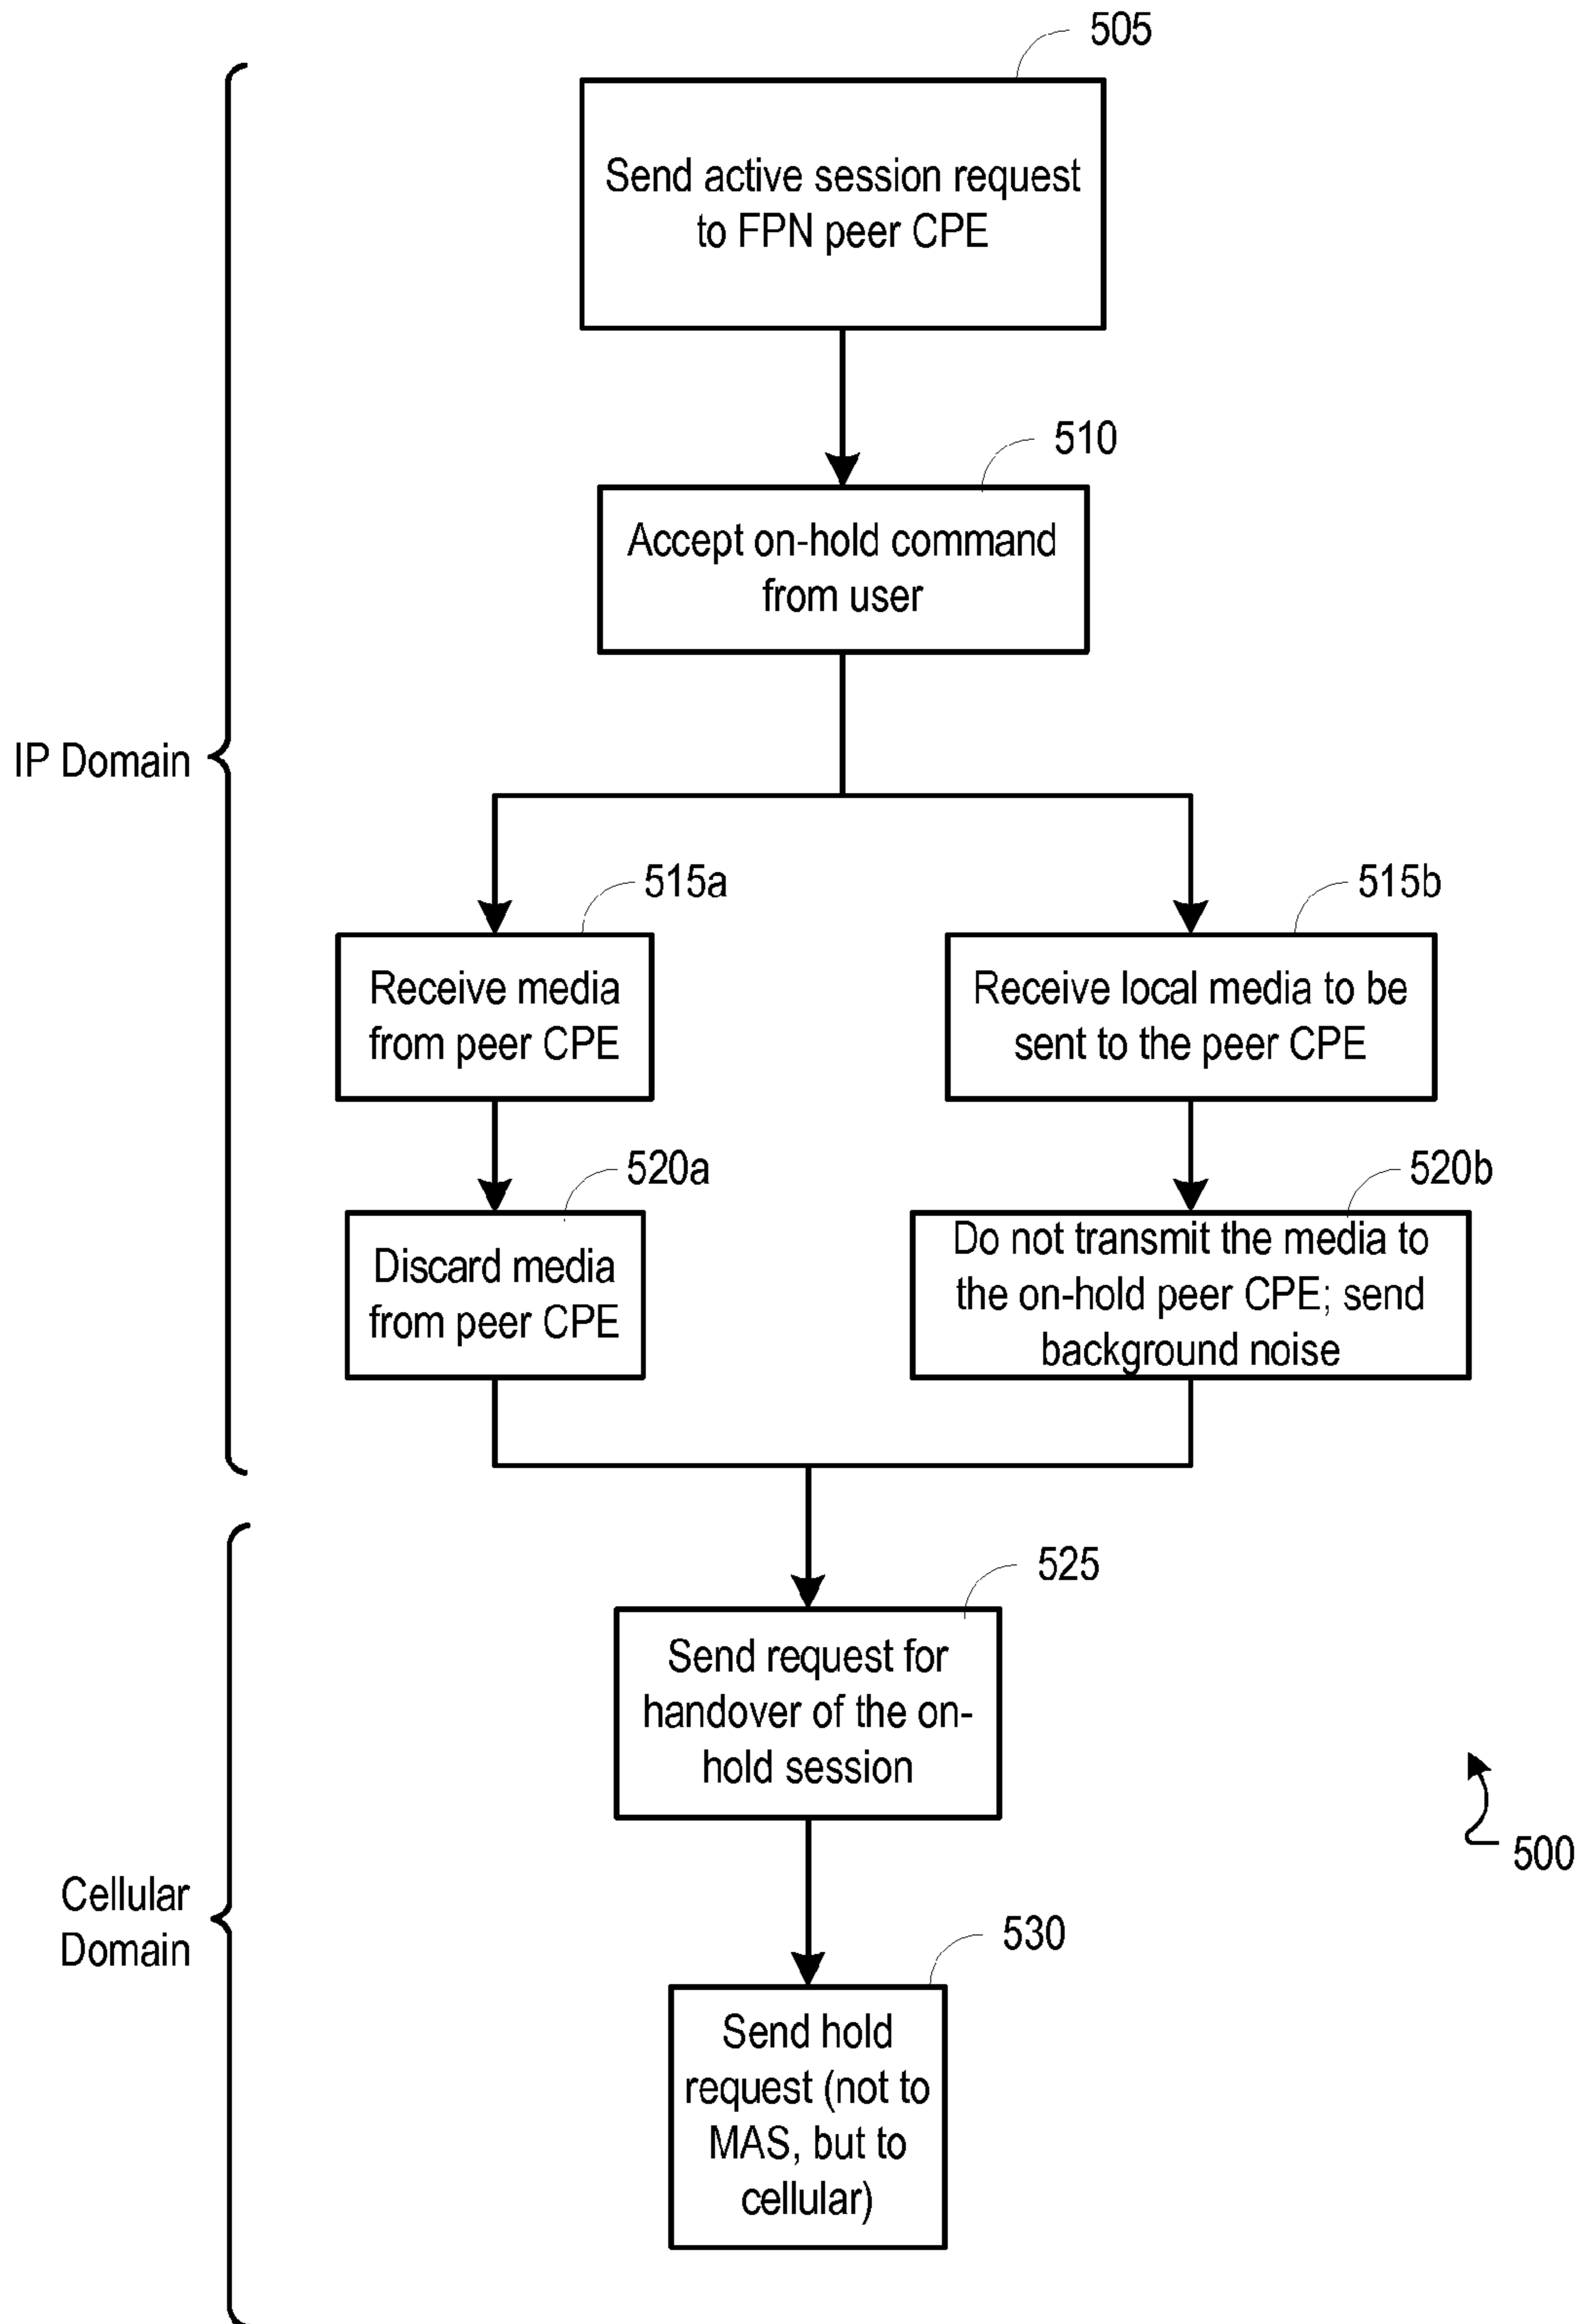 505
Send active session request
to FPN peer CPE
510
Accept on-hold command
from user
IP Domain
515a
515b
Receive media
from peer CPE
Receive local media to be
sent to the peer CPE
520a
520b
Discard media
from peer CPE
Do not transmit the media to
the on-hold peer CPE; send
background noise
525
Send request for
handover of the on-
hold session
500
Cellular
Domain
530
Send hold
request (not to
MAS, but to
cellular)